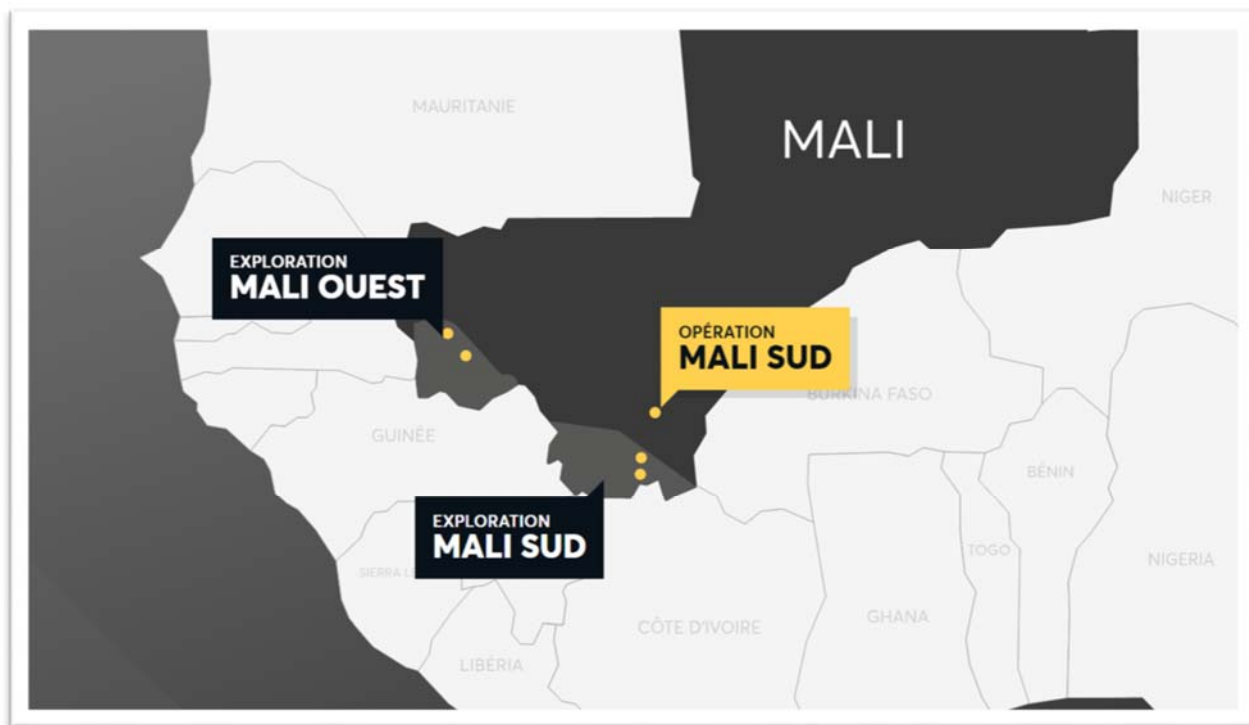 MAURITANIE
MALI
NIGER
EXPLORATION
MALI OUEST
OPÉRATION
MALI SUD
BURKINA FASO
GUINÉE
BÉNIN
EXPLORATION
MALI SUD
SIERRA L
TOGO
NIGERIA
GHANA
CÔTE D'IVOIRE
LIBÉRIA